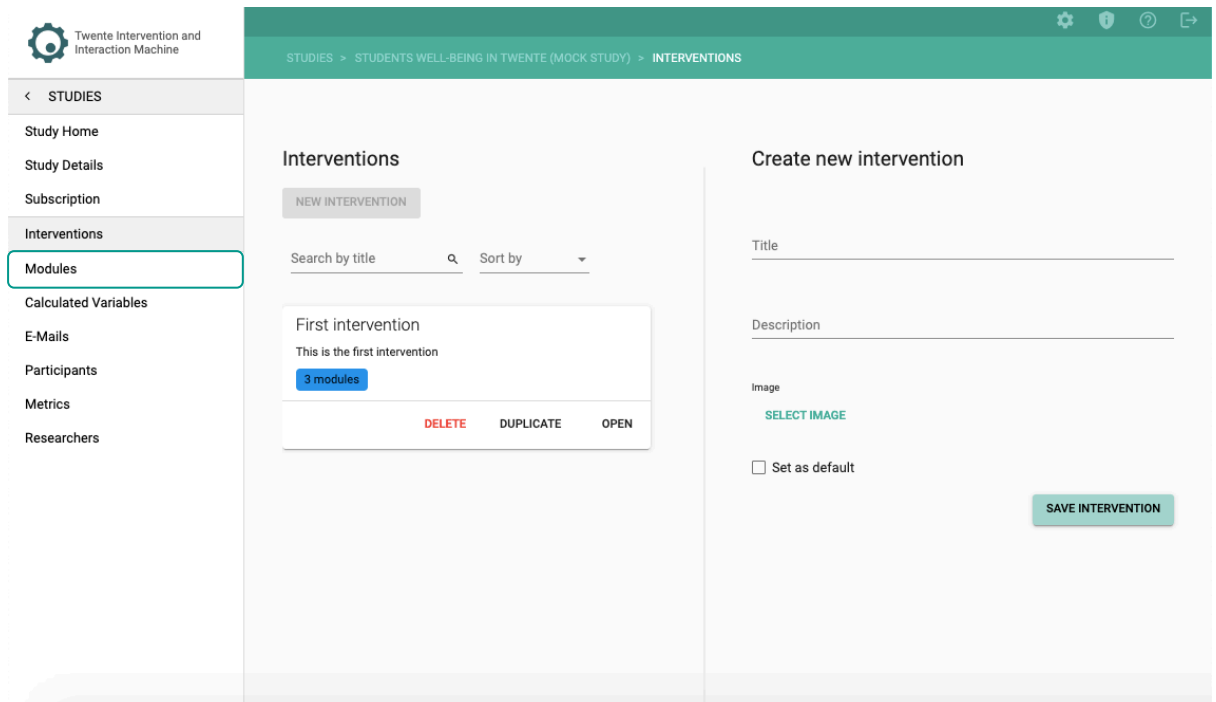 Twente Intervention and
Interaction Machine
STUDIES > STUDENTS WELL-BEING IN TWENTE (MOCK STUDY) > INTERVENTIONS
< STUDIES
Study Home
Study Details
Subscription
Interventions
Modules
Calculated Variables
E-Mails
Participants
Metrics
Researchers
Interventions
NEW INTERVENTION
Search by title
Sort by
First intervention
This is the first intervention
3 modules
DELETE DUPLICATE OPEN
Create new intervention
Title
Description
Image
SELECT IMAGE
Set as default
SAVE INTERVENTION